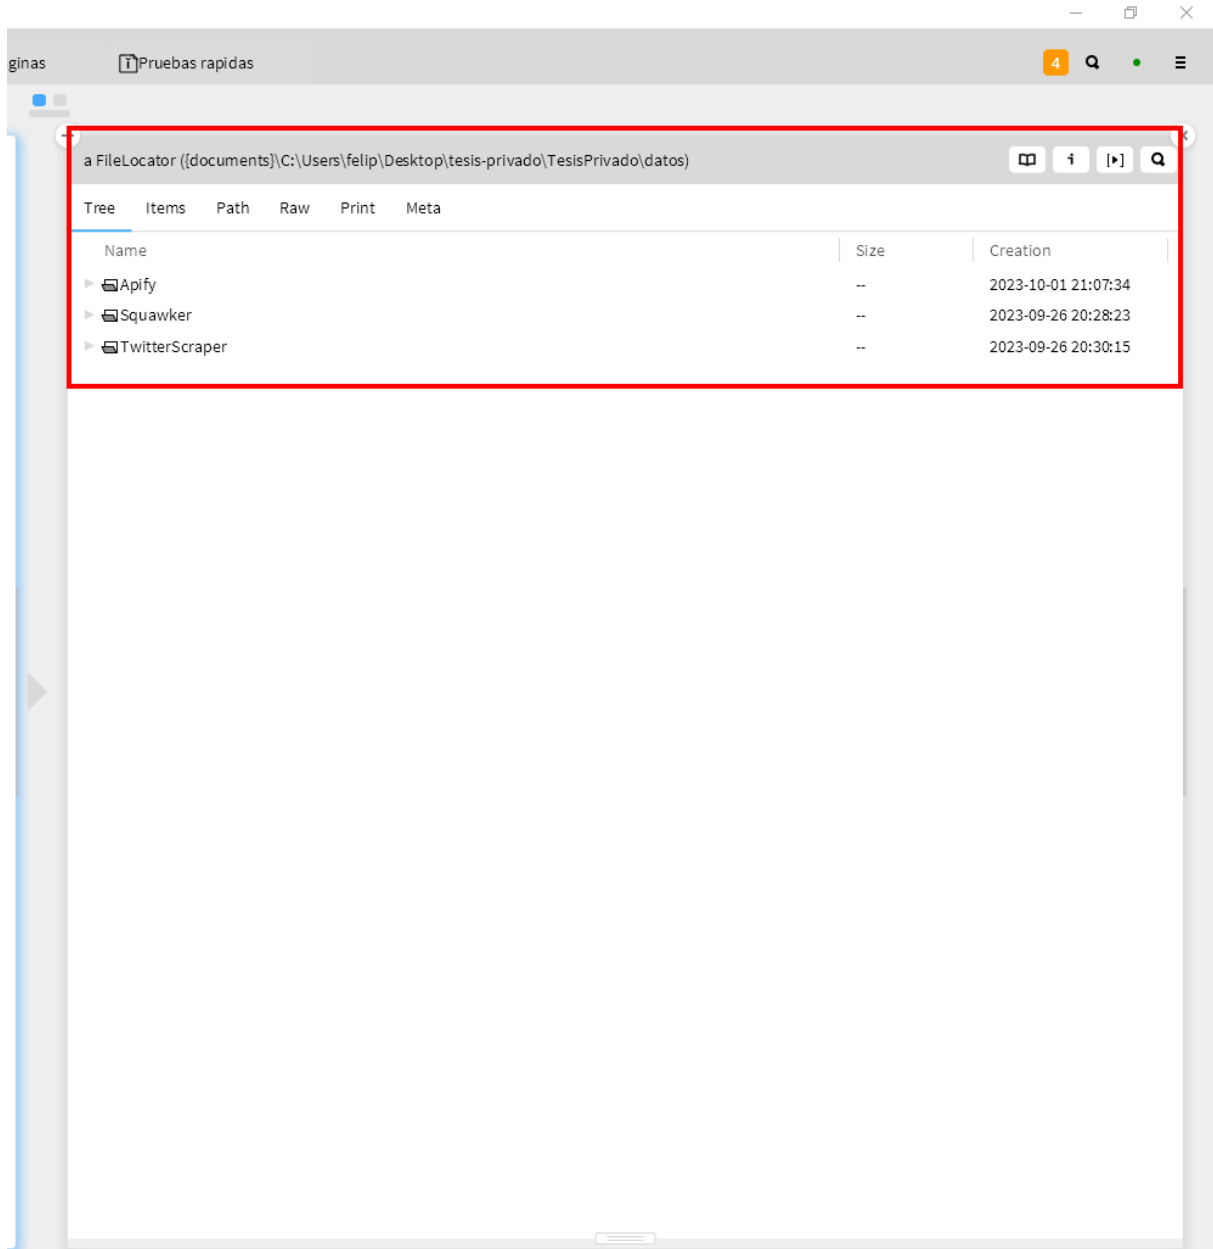 ginas Pruebas rapidas 4
a FileLocator ({documents}\C:\Users\felip\Desktop\tesis-privado\TesisPrivado\datos)
Tree Items Path Raw Print Meta
Name Size Creation
Apify -- 2023-10-01 21:07:34
Squawker -- 2023-09-26 20:28:23
TwitterScraper -- 2023-09-26 20:30:15